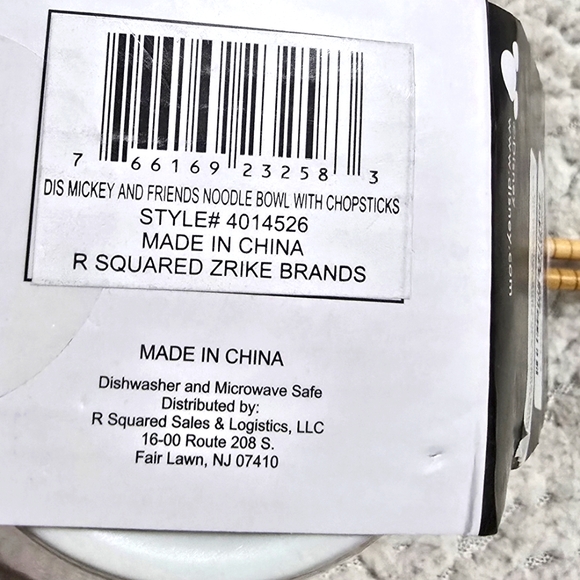 7 66169 23258 3
DIS MICKEY AND FRIENDS NOODLE BOWL WITH CHOPSTICKS
STYLE# 4014526
MADE IN CHINA
R SQUARED ZRIKE BRANDS
MADE IN CHINA
Dishwasher and Microwave Safe
Distributed by:
R Squared Sales & Logistics, LLC
16-00 Route 208 S.
Fair Lawn, NJ 07410